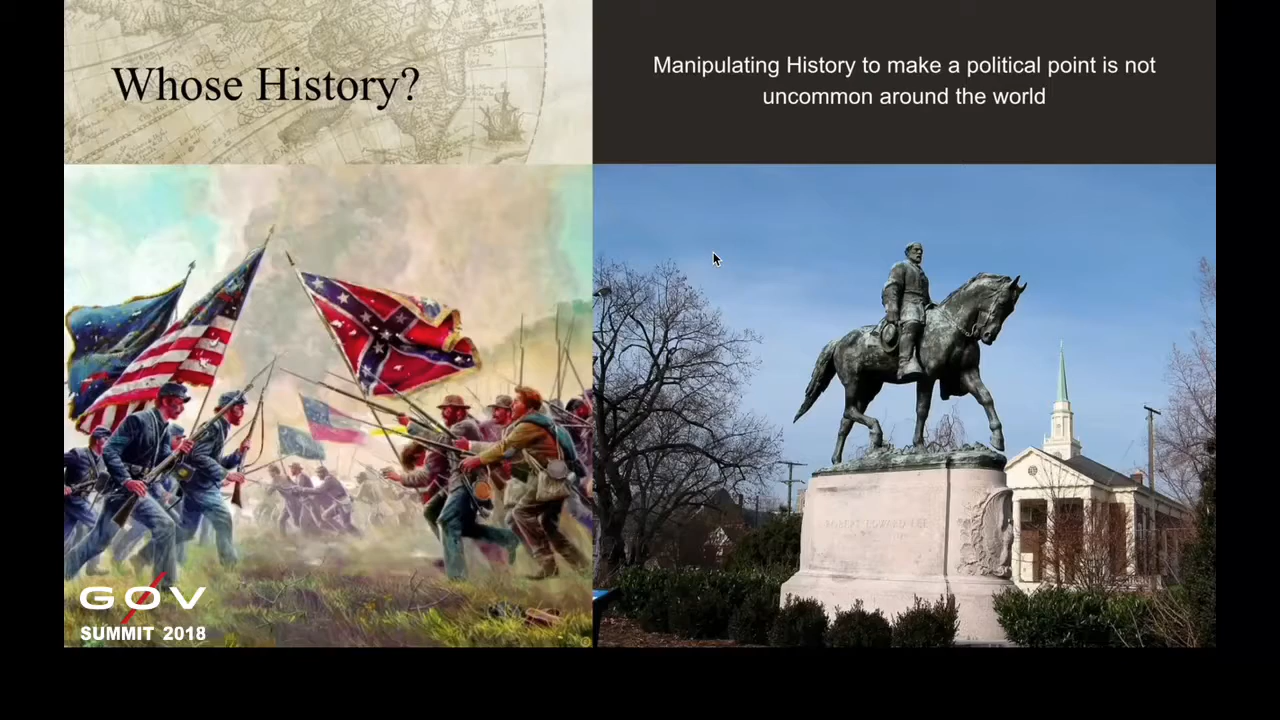 Whose History?
Manipulating History to make a political point is not
uncommon around the world
ROBERT EDWARD LEE
GOV
SUMMIT 2018